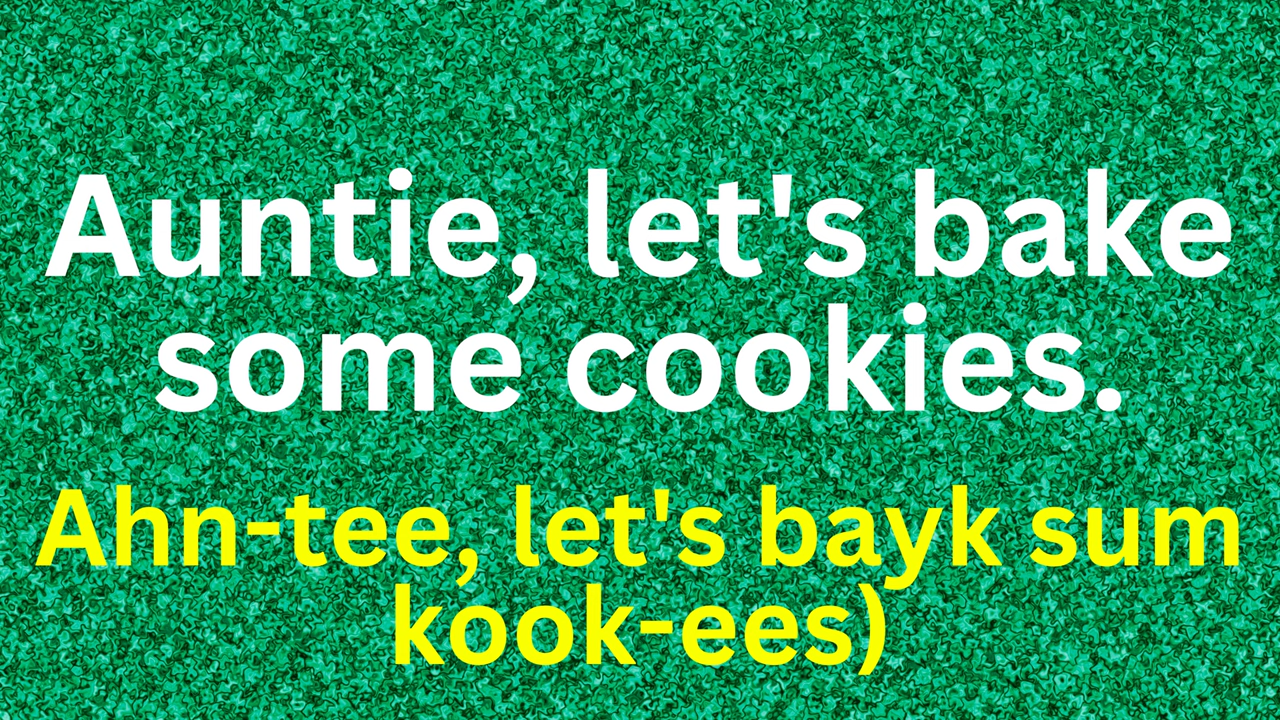 Auntie, let's bake
some cookies.
Ahn-tee, let's bayk sum
kook-ees)